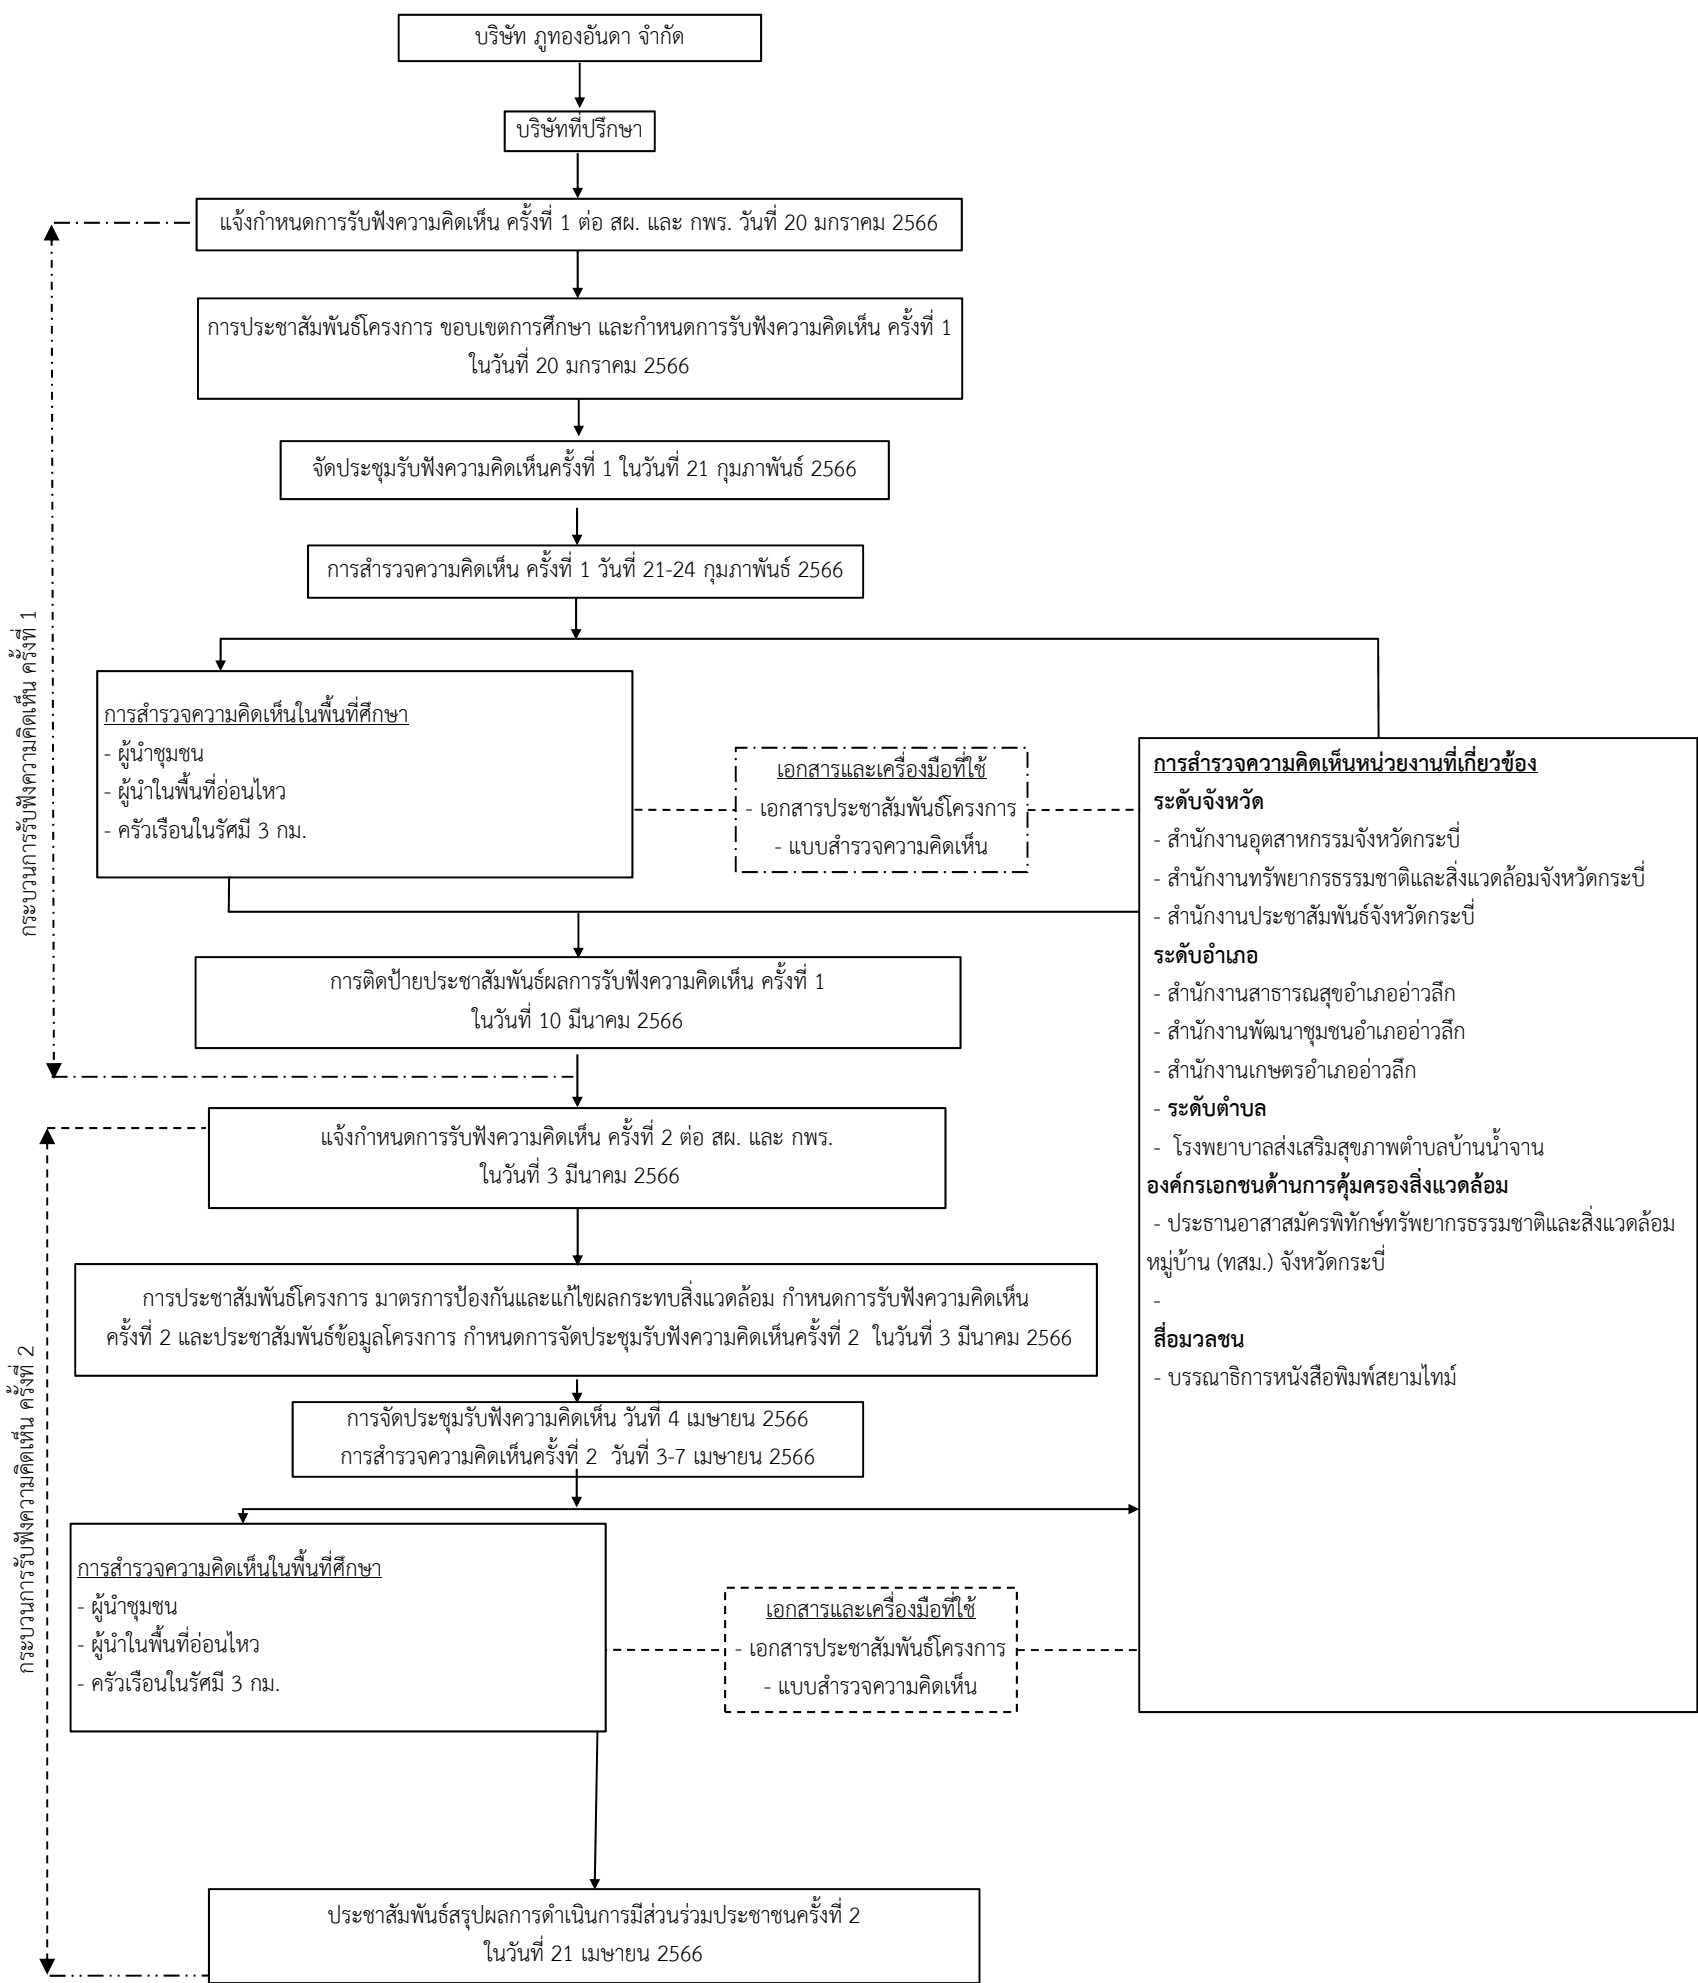 บริษัท ภูทองอันดา จำกัด
บริษัทที่ปรึกษา
แจ้งกำหนดการรับฟังความคิดเห็น ครั้งที่ 1 ต่อ สผ. และ กพร. วันที่ 20 มกราคม 2566
การประชาสัมพันธ์โครงการ ขอบเขตการศึกษา และกำหนดการรับฟังความคิดเห็น ครั้งที่ 1
ในวันที่ 20 มกราคม 2566
จัดประชุมรับฟังความคิดเห็นครั้งที่ 1 ในวันที่ 21 กุมภาพันธ์ 2566
การสำรวจความคิดเห็น ครั้งที่ 1 วันที่ 21-24 กุมภาพันธ์ 2566
กระบวนการรับฟังความคิดเห็น ครั้งที่ 1
การสำรวจความคิดเห็นในพื้นที่ศึกษา
- ผู้นำชุมชน
- ผู้นำในพื้นที่อ่อนไหว
- ครัวเรือนในรัศมี 3 กม.
เอกสารและเครื่องมือที่ใช้
- เอกสารประชาสัมพันธ์โครงการ
- แบบสำรวจความคิดเห็น
การสำรวจความคิดเห็นหน่วยงานที่เกี่ยวข้อง
ระดับจังหวัด
- สำนักงานอุตสาหกรรมจังหวัดกระบี่
- สำนักงานทรัพยากรธรรมชาติและสิ่งแวดล้อมจังหวัดกระบี่
- สำนักงานประชาสัมพันธ์จังหวัดกระบี่
ระดับอำเภอ
- สำนักงานสาธารณสุขอำเภออ่าวลึก
- สำนักงานพัฒนาชุมชนอำเภออ่าวลึก
- สำนักงานเกษตรอำเภออ่าวลึก
- ระดับตำบล
- โรงพยาบาลส่งเสริมสุขภาพตำบลบ้านน้ำจาน
องค์กรเอกชนด้านการคุ้มครองสิ่งแวดล้อม
- ประธานอาสาสมัครพิทักษ์ทรัพยากรธรรมชาติและสิ่งแวดล้อม
หมู่บ้าน (ทสม.) จังหวัดกระบี่
-
สื่อมวลชน
- บรรณาธิการหนังสือพิมพ์สยามไทม์
การติดป้ายประชาสัมพันธ์ผลการรับฟังความคิดเห็น ครั้งที่ 1
ในวันที่ 10 มีนาคม 2566
แจ้งกำหนดการรับฟังความคิดเห็น ครั้งที่ 2 ต่อ สผ. และ กพร.
ในวันที่ 3 มีนาคม 2566
การประชาสัมพันธ์โครงการ มาตรการป้องกันและแก้ไขผลกระทบสิ่งแวดล้อม กำหนดการรับฟังความคิดเห็น
ครั้งที่ 2 และประชาสัมพันธ์ข้อมูลโครงการ กำหนดการจัดประชุมรับฟังความคิดเห็นครั้งที่ 2 ในวันที่ 3 มีนาคม 2566
การจัดประชุมรับฟังความคิดเห็น วันที่ 4 เมษายน 2566
การสำรวจความคิดเห็นครั้งที่ 2 วันที่ 3-7 เมษายน 2566
กระบวนการรับฟังความคิดเห็น ครั้งที่ 2
การสำรวจความคิดเห็นในพื้นที่ศึกษา
- ผู้นำชุมชน
- ผู้นำในพื้นที่อ่อนไหว
- ครัวเรือนในรัศมี 3 กม.
เอกสารและเครื่องมือที่ใช้
- เอกสารประชาสัมพันธ์โครงการ
- แบบสำรวจความคิดเห็น
ประชาสัมพันธ์สรุปผลการดำเนินการมีส่วนร่วมประชาชนครั้งที่ 2
ในวันที่ 21 เมษายน 2566